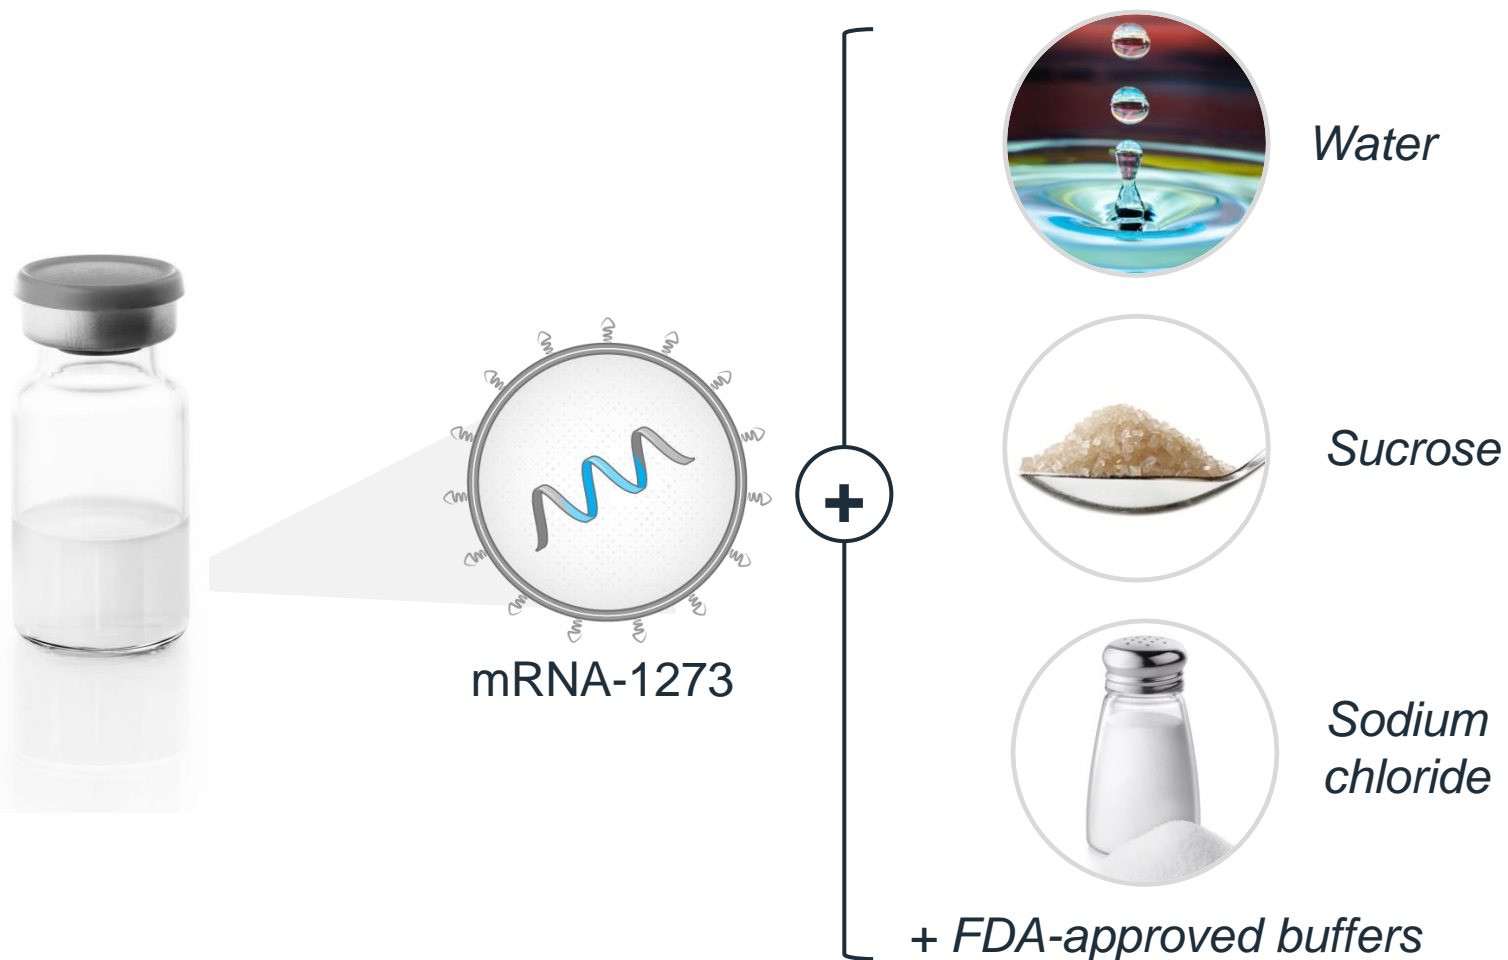 Water
Sucrose
+
mRNA-1273
Sodium
chloride
+ FDA-approved buffers